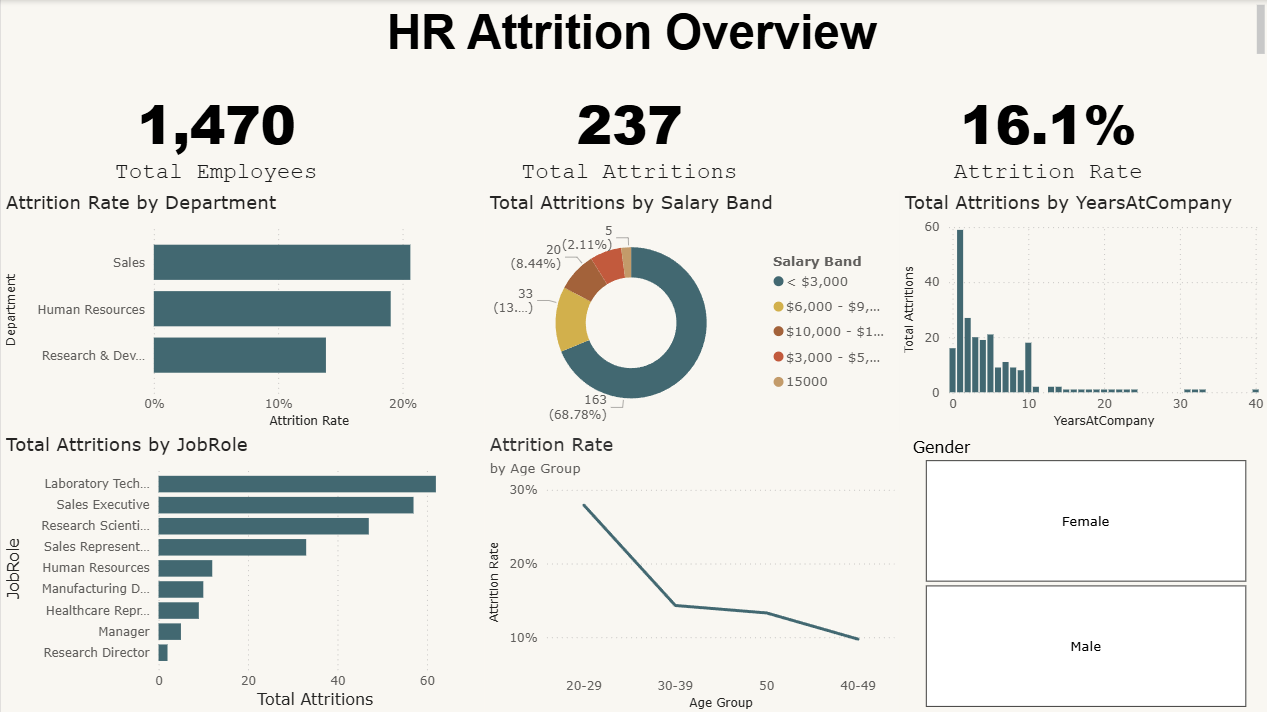 HR Attrition Overview
1,470
Total Employees
237
Total Attritions
16.1%
Attrition Rate
Attrition Rate by Department
Department
Sales
Human Resources
Research & Dev...
0%
10%
20%
Attrition Rate
Total Attritions by Salary Band
5
(2.11%)
20
(8.44%)
33
(13....)
163
(68.78%)
Salary Band
< $3,000
$6,000 - $9,...
$10,000 - $1...
$3,000 - $5,...
15000
Total Attritions by YearsAtCompany
Total Attritions
60
40
20
0
0
10
20
30
40
YearsAtCompany
Total Attritions by JobRole
JobRole
Laboratory Tech...
Sales Executive
Research Scienti...
Sales Represent...
Human Resources
Manufacturing D...
Healthcare Repr...
Manager
Research Director
0
20
40
60
Total Attritions
Attrition Rate
by Age Group
Attrition Rate
30%
20%
10%
20-29
30-39
50
40-49
Age Group
Gender
Female
Male